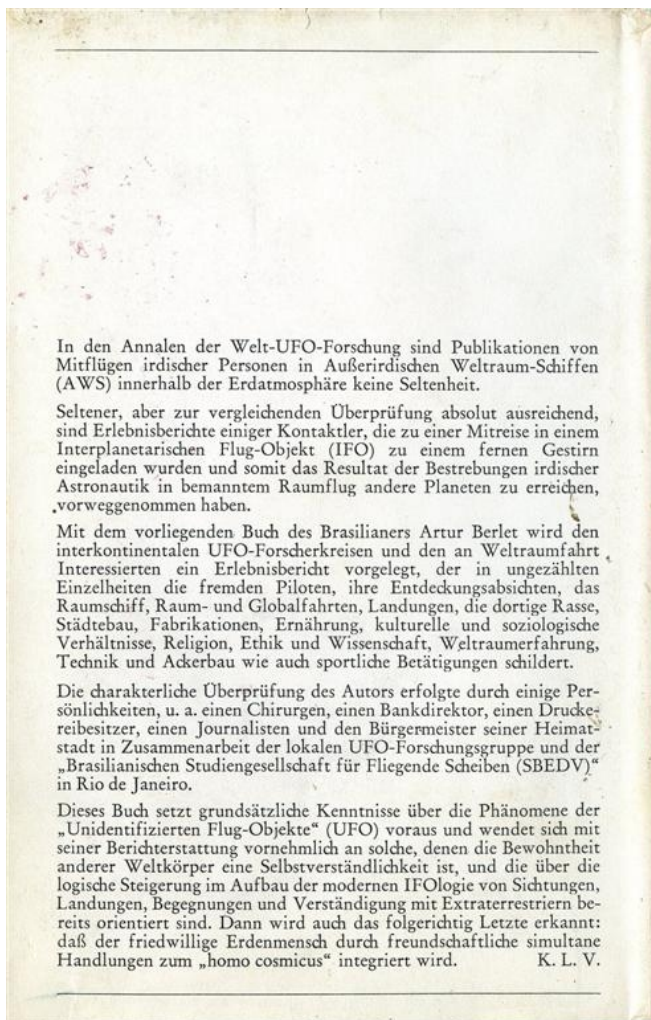 In den Annalen der Welt-UFO-Forschung sind Publikationen von
Mitflügen irdischer Personen in Außerirdischen Weltraum-Schiffen
(AWS) innerhalb der Erdatmosphäre keine Seltenheit.
Seltener, aber zur vergleichenden Überprüfung absolut ausreichend,
sind Erlebnisberichte einiger Kontaktler, die zu einer Mitreise in einem
Interplanetarischen Flug-Objekt (IFO) zu einem fernen Gestirn
eingeladen wurden und somit das Resultat der Bestrebungen irdischer
Astronautik in bemanntem Raumflug andere Planeten zu erreichen,
vorweggenommen haben.
Mit dem vorliegenden Buch des Brasilianers Artur Berlet wird den
interkontinentalen UFO-Forscherkreisen und den an Weltraumfahrt
Interessierten ein Erlebnisbericht vorgelegt, der in ungezählten
Einzelheiten die fremden Piloten, ihre Entdeckungsabsichten, das
Raumschiff, Raum- und Globalfahrten, Landungen, die dortige Rasse,
Städtebau, Fabrikationen, Ernährung, kulturelle und soziologische
Verhältnisse, Religion, Ethik und Wissenschaft, Weltraumerfahrung,
Technik und Ackerbau wie auch sportliche Betätigungen schildert.
Die charakterliche Überprüfung des Autors erfolgte durch einige Per-
sönlichkeiten, u. a. einen Chirurgen, einen Bankdirektor, einen Drucke-
reibesitzer, einen Journalisten und den Bürgermeister seiner Heimat-
stadt in Zusammenarbeit der lokalen UFO-Forschungsgruppe und der
„Brasilianischen Studiengesellschaft für Fliegende Scheiben (SBEDV)“
in Rio de Janeiro.
Dieses Buch setzt grundsätzliche Kenntnisse über die Phänomene der
„Unidentifizierten Flug-Objekte“ (UFO) voraus und wendet sich mit
seiner Berichterstattung vornehmlich an solche, denen die Bewohntheit
anderer Weltkörper eine Selbstverständlichkeit ist, und die über die
logische Steigerung im Aufbau der modernen IFOlogie von Sichtungen,
Landungen, Begegnungen und Verständigung mit Extraterrestriern be-
reits orientiert sind. Dann wird auch das folgerichtig Letzte erkannt:
daß der friedwillige Erdenmensch durch freundschaftliche simultane
Handlungen zum „homo cosmicus“ integriert wird. K. L. V.